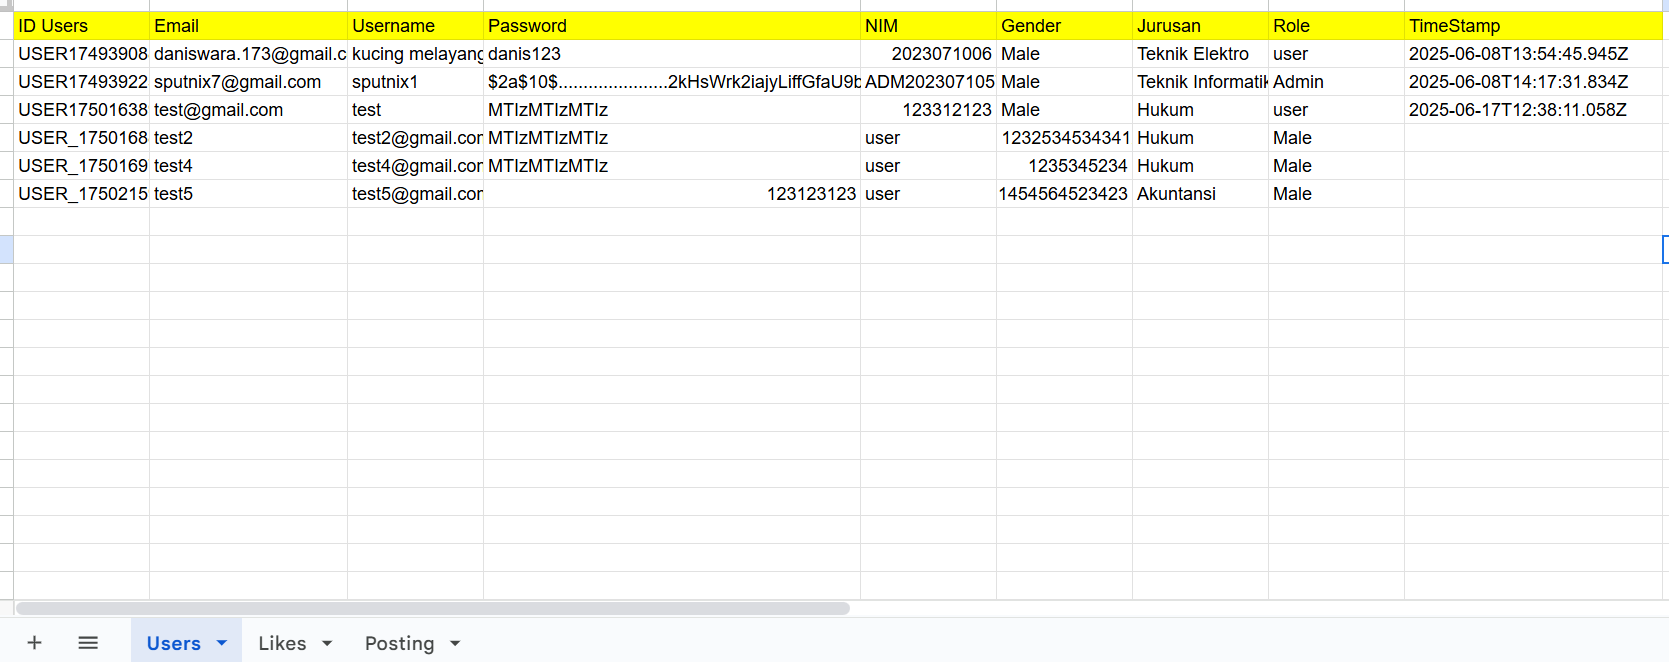 ID Users Email Username Password NIM Gender Jurusan Role TimeStamp
USER17493908 daniswara.173@gmail.c kucing melayang danis123 2023071006 Male Teknik Elektro user 2025-06-08T13:54:45.945Z
USER17493922 sputnix7@gmail.com sputnix1 $2a$10$......................2kHsWrk2iajyLiffGfaU9b ADM202307105 Male Teknik Informatik Admin 2025-06-08T14:17:31.834Z
USER17501638 test@gmail.com test MTIzMTIzMTIz 123312123 Male Hukum user 2025-06-17T12:38:11.058Z
USER_1750168 test2 test2@gmail.com MTIzMTIzMTIz user 1232534534341 Hukum Male
USER_1750169 test4 test4@gmail.com MTIzMTIzMTIz user 1235345234 Hukum Male
USER_1750215 test5 test5@gmail.com 123123123 user 1454564523423 Akuntansi Male
Users Likes Posting